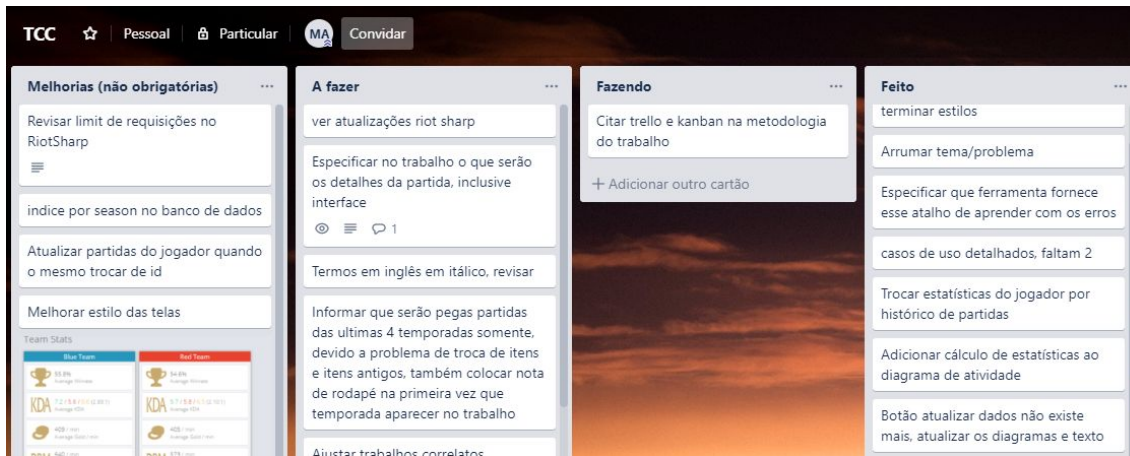 TCC
Pessoal
Particular
MA
Convidar
Melhorias (não obrigatórias)
Revisar limit de requisições no
RiotSharp
indice por season no banco de dados
Atualizar partidas do jogador quando
o mesmo trocar de id
Melhorar estilo das telas
Team Stats
Blue Team
Red Team
KDA
KDA
A fazer
ver atualizações riot sharp
Especificar no trabalho o que serão
os detalhes da partida, inclusive
interface
1
Termos em inglês em itálico, revisar
Informar que serão pegas partidas
das ultimas 4 temporadas somente,
devido a problema de troca de itens
e itens antigos, também colocar nota
de rodapé na primeira vez que
temporada aparecer no trabalho
Ajustar trabalhos correlatos
Fazendo
Citar trello e kanban na metodologia
do trabalho
+ Adicionar outro cartão
Feito
terminar estilos
Arrumar tema/problema
Especificar que ferramenta fornece
esse atalho de aprender com os erros
casos de uso detalhados, faltam 2
Trocar estatísticas do jogador por
histórico de partidas
Adicionar cálculo de estatísticas ao
diagrama de atividade
Botão atualizar dados não existe
mais, atualizar os diagramas e texto